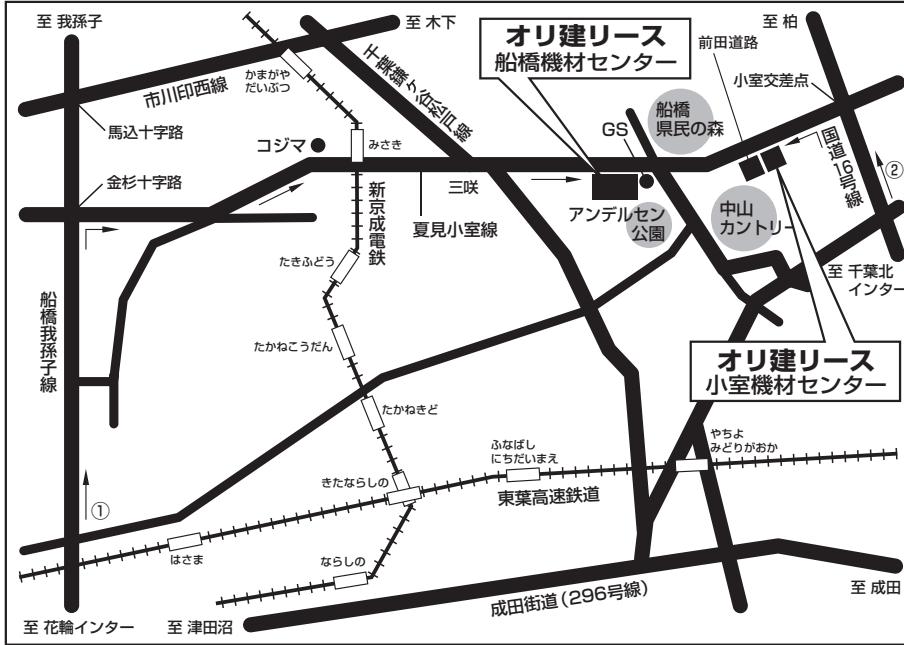 至 我孫子
至 木下
至 柏
オリ建リース
船橋機材センター
前田道路
小室交差点
かまがや
だいぶつ
市川印西線
千葉鎌ヶ谷松戸線
馬込十字路
コジマ
みさき
GS
船橋
県民の森
国道16号線
②
金杉十字路
三咲
新京成電鉄
夏見小室線
アンデルセン
公園
中山
カントリー
至 千葉北
インター
たきふどう
船橋我孫子線
たかねこうだん
オリ建リース
小室機材センター
たかねきど
ふなばし
にちだいまえ
やちよ
みどりがおか
きたならしの
東葉高速鉄道
①
はさま
ならしの
成田街道（296号線）
至 成田
至 花輪インター
至 津田沼